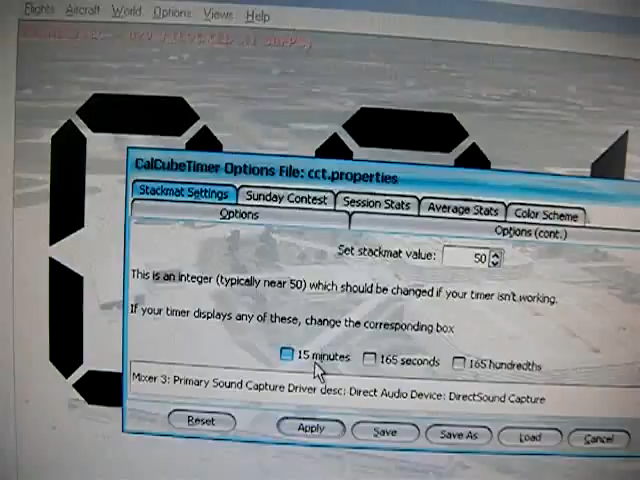 Flights Aircraft World Options Views Help
CalCubeTimer Options File: cct.properties
Stackmat Settings Sunday Contest Session Stats Average Stats Color Scheme
Options Options (cont.)
Set stackmat value: 50
This is an integer (typically near 50) which should be changed if your timer isn't working.
If your timer displays any of these, change the corresponding box
15 minutes 165 seconds 165 hundredths
Mixer 3: Primary Sound Capture Driver desc: Direct Audio Device: DirectSound Capture
Reset Apply Save Save As Load Cancel